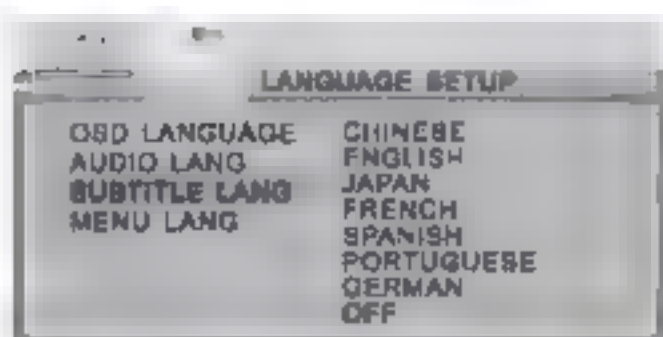 LANGUAGE SETUP
OSD LANGUAGE
AUDIO LANG
SUBTITLE LANG
MENU LANG
CHINESE
ENGLISH
JAPAN
FRENCH
SPANISH
PORTUGUESE
GERMAN
OFF